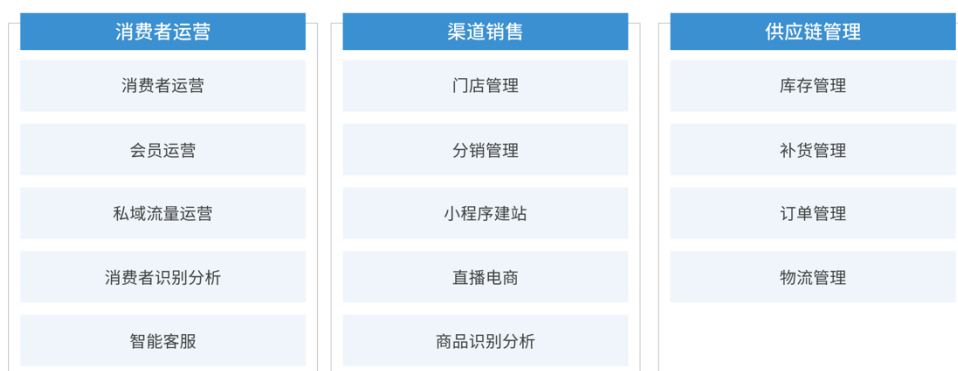 消费者运营
消费者运营
会员运营
私域流量运营
消费者识别分析
智能客服
渠道销售
门店管理
分销管理
小程序建站
直播电商
商品识别分析
供应链管理
库存管理
补货管理
订单管理
物流管理